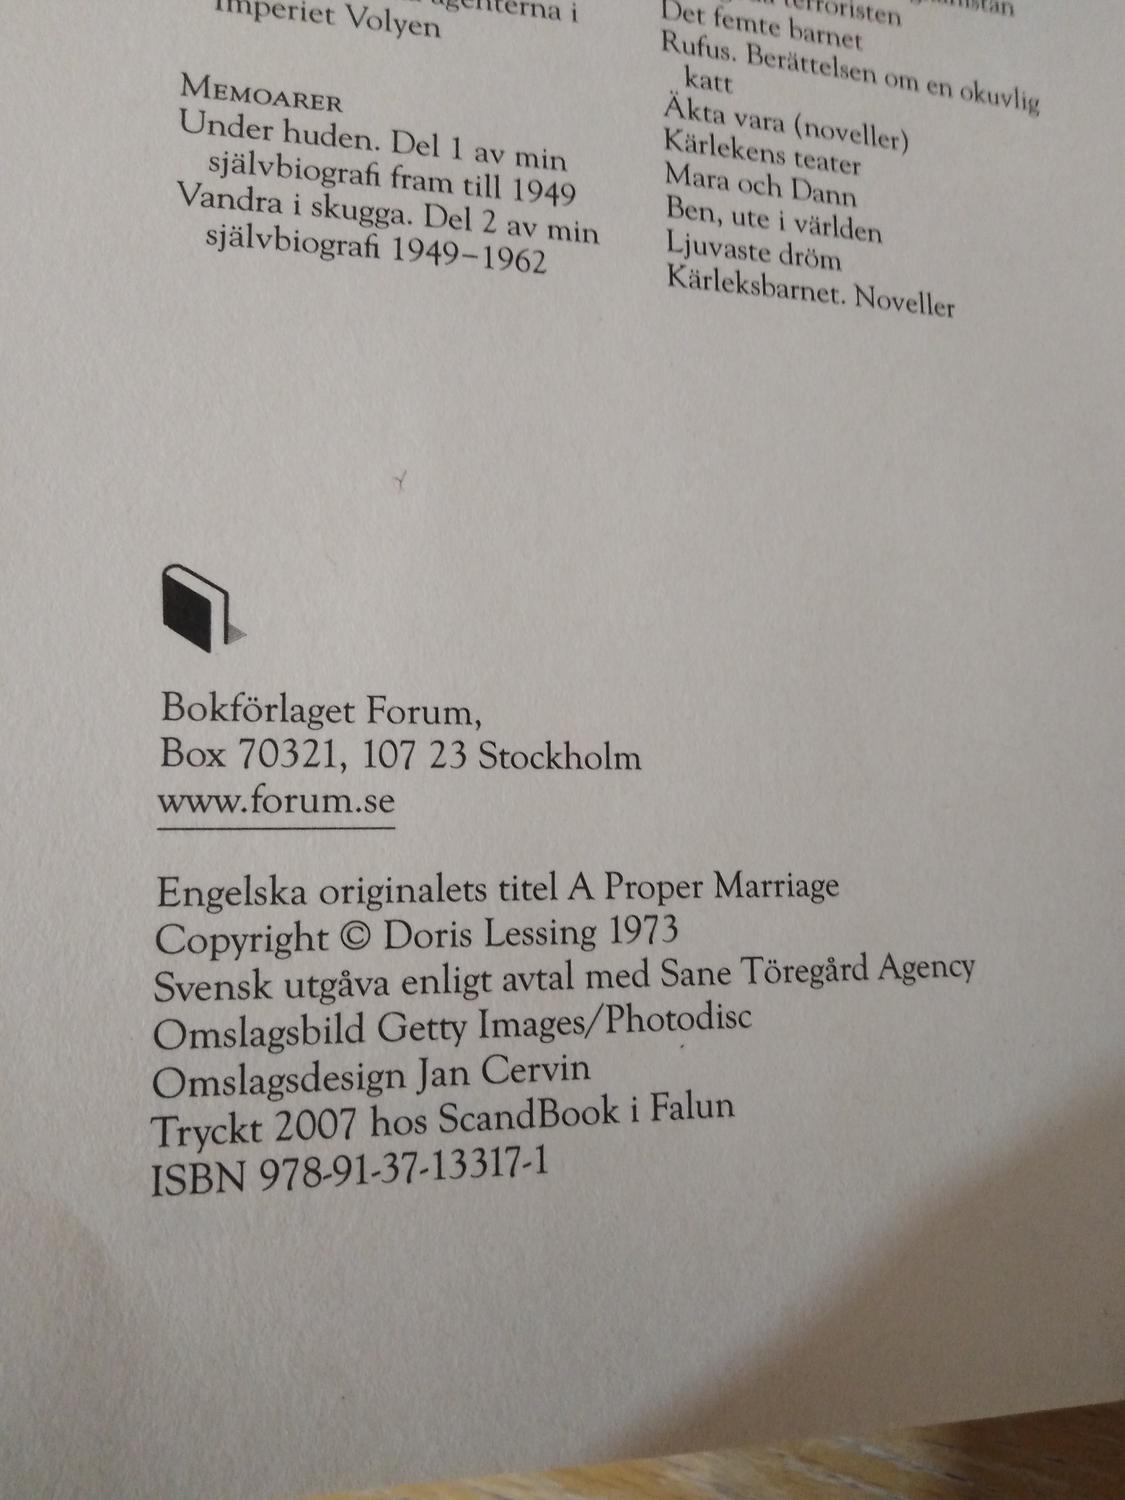 agenterna i
Imperiet Volyen
MEMOARER
Under huden. Del 1 av min
självbiografi fram till 1949
Vandra i skugga. Del 2 av min
självbiografi 1949–1962
terroristen
Det femte barnet
Rufus. Berättelsen om en okuvlig
katt
Äkta vara (noveller)
Kärlekens teater
Mara och Dann
Ben, ute i världen
Ljuvaste dröm
Kärleksbarnet. Noveller
Bokförlaget Forum,
Box 70321, 107 23 Stockholm
www.forum.se
Engelska originalets titel A Proper Marriage
Copyright © Doris Lessing 1973
Svensk utgåva enligt avtal med Sane Töregård Agency
Omslagsbild Getty Images/Photodisc
Omslagsdesign Jan Cervin
Tryckt 2007 hos ScandBook i Falun
ISBN 978-91-37-13317-1